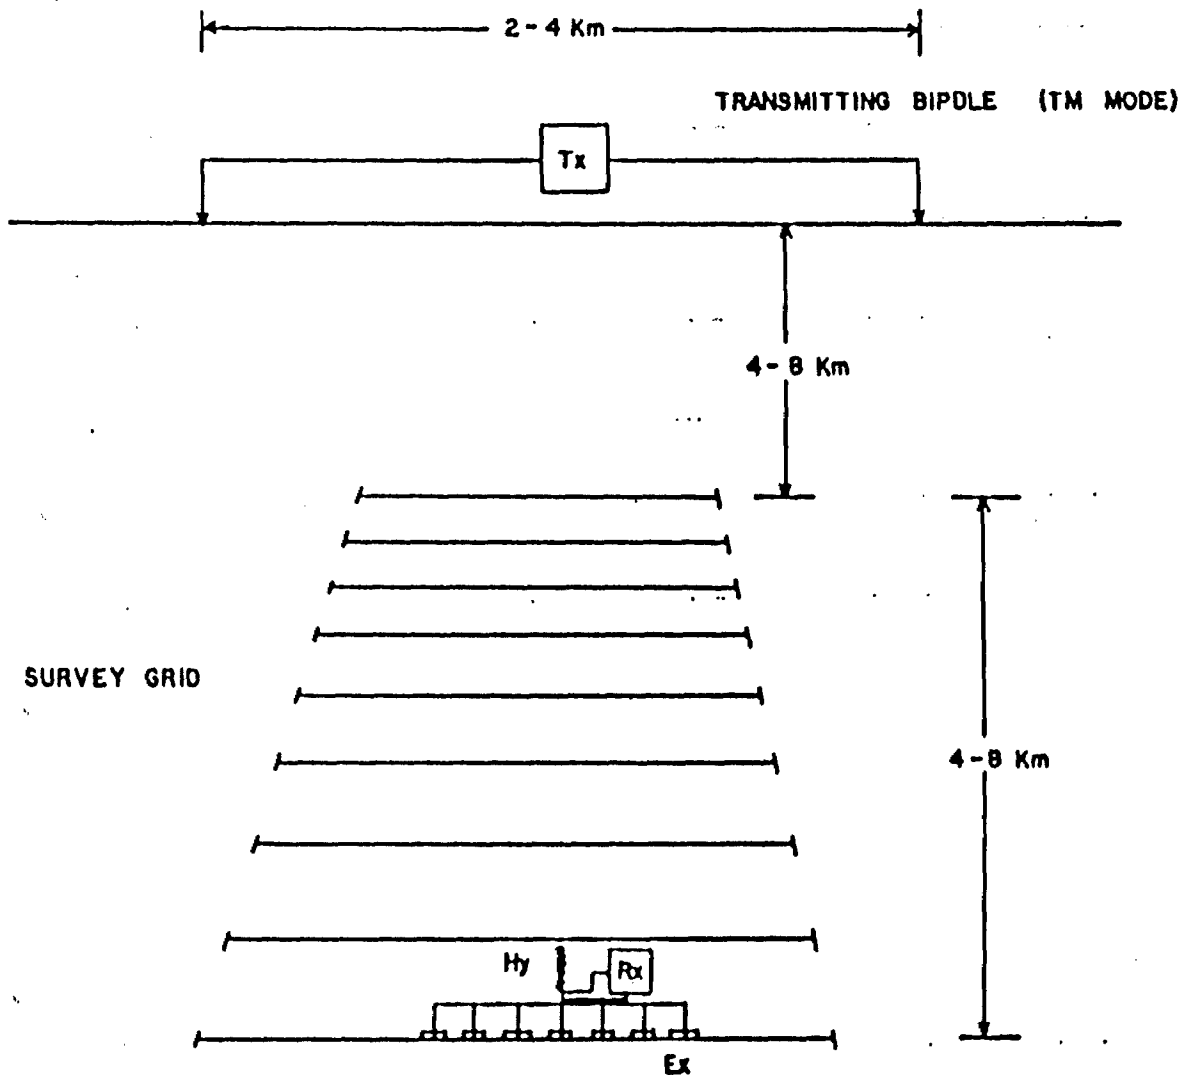 2-4 Km
TRANSMITTING BIPOLE (TM MODE)
Tx
4-8 Km
SURVEY GRID
4-8 Km
Hy
Rx
Ex